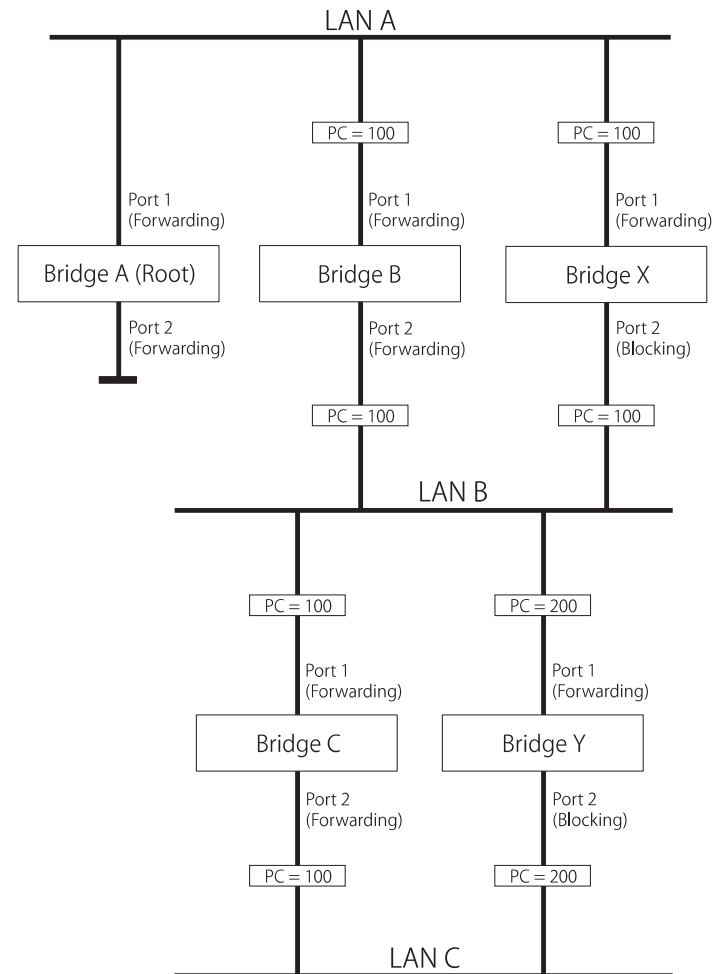 LAN A
PC = 100
PC = 100
Port 1
(Forwarding)
Port 1
(Forwarding)
Port 1
(Forwarding)
Bridge A (Root)
Bridge B
Bridge X
Port 2
(Forwarding)
Port 2
(Forwarding)
Port 2
(Blocking)
PC = 100
PC = 100
LAN B
PC = 100
PC = 200
Port 1
(Forwarding)
Port 1
(Forwarding)
Bridge C
Bridge Y
Port 2
(Forwarding)
Port 2
(Blocking)
PC = 100
PC = 200
LAN C